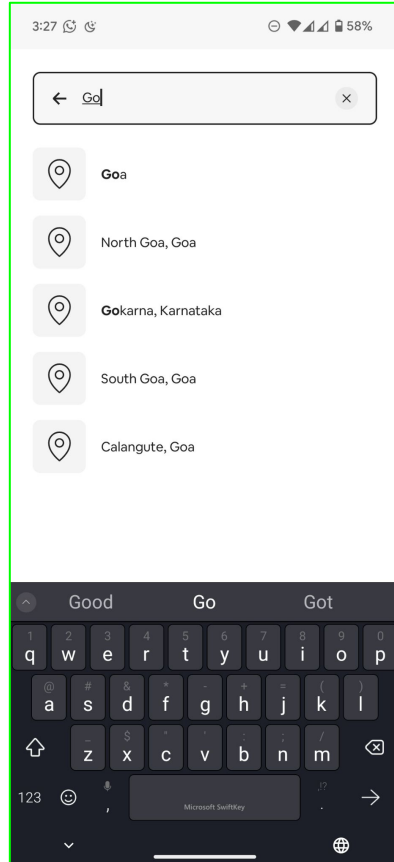 3:27 58%
Go
Goa
North Goa, Goa
Gokarna, Karnataka
South Goa, Goa
Calangute, Goa
Good Go Got
1 2 3 4 5 6 7 8 9 0
q w e r t y u i o p
@ # & * - + = ( )
a s d f g h j k l
_ $ " ' : ; /
z x c v b n m
123 , Microsoft SwiftKey .
,!?